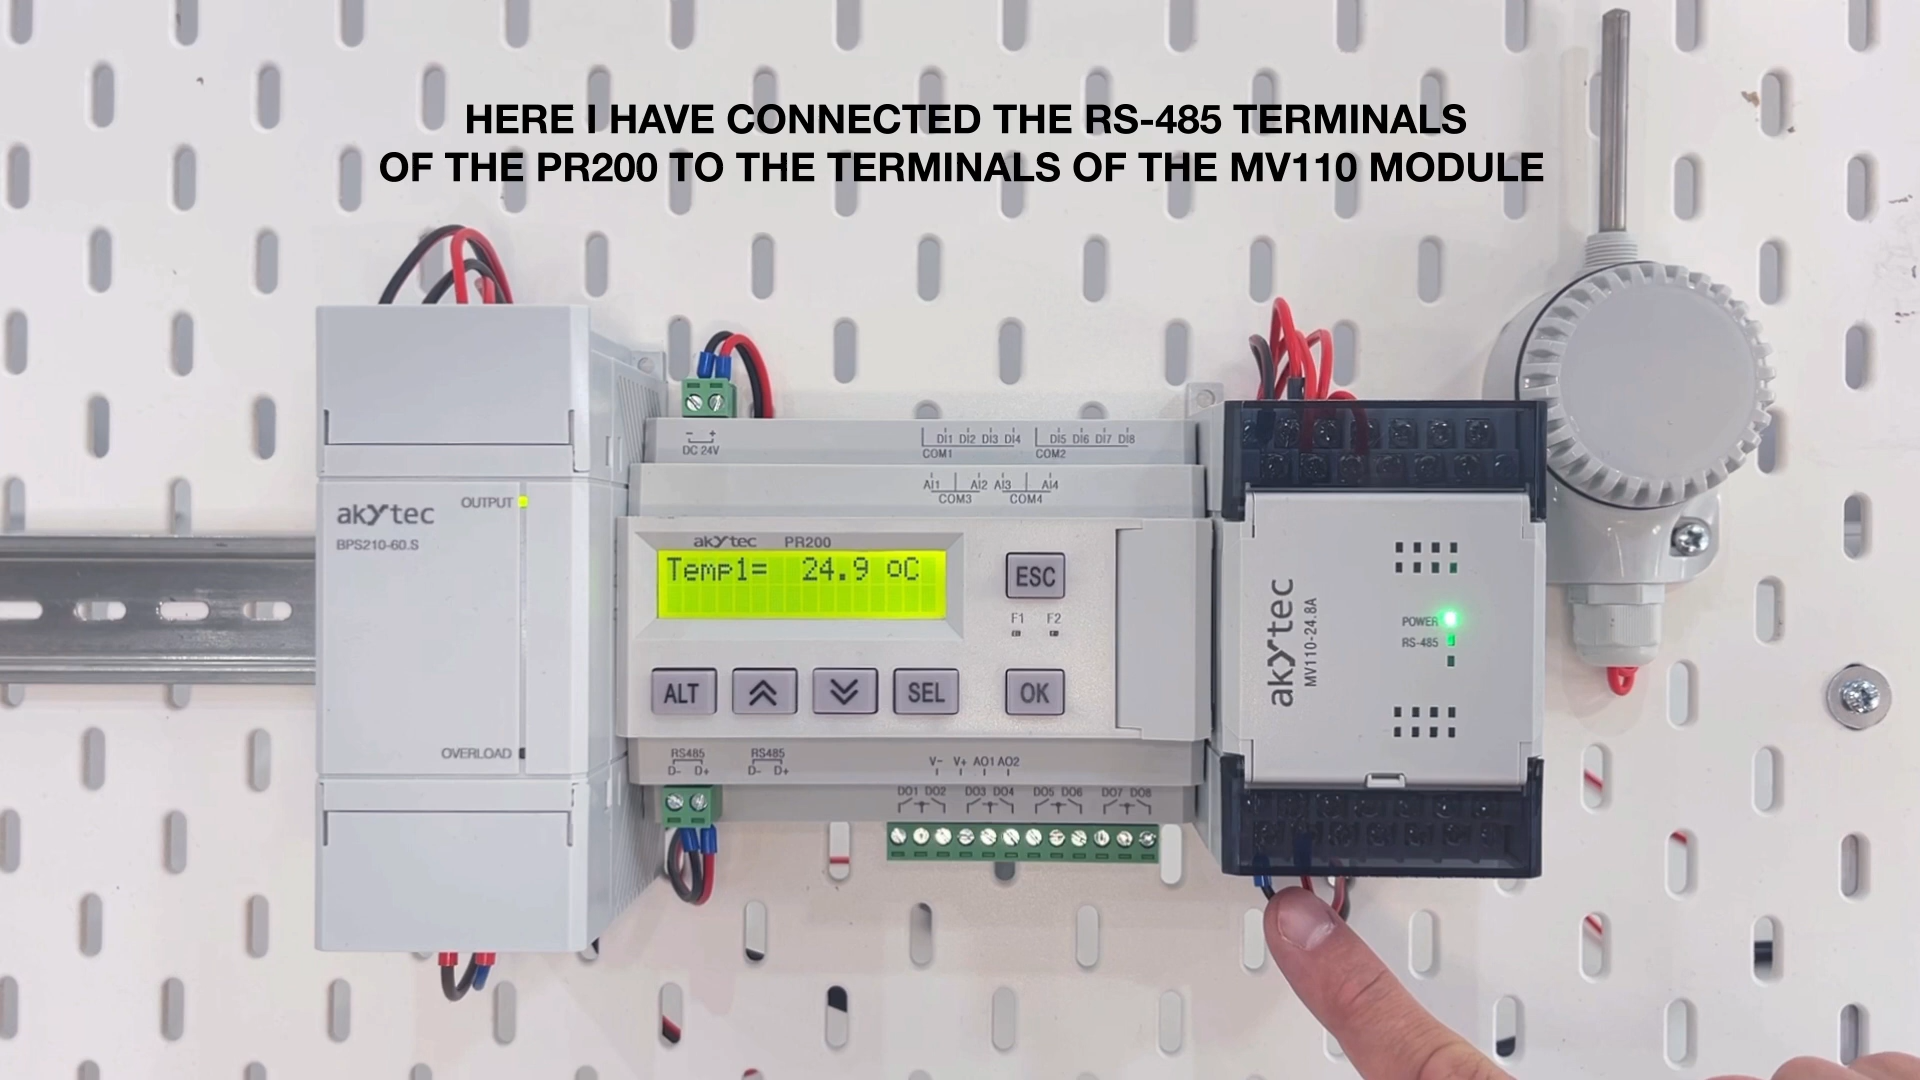 HERE I HAVE CONNECTED THE RS-485 TERMINALS
OF THE PR200 TO THE TERMINALS OF THE MV110 MODULE
akYtec
BPS210-60.S
OUTPUT
OVERLOAD
- +
DC 24V
DI1 DI2 DI3 DI4 DI5 DI6 DI7 DI8
COM1 COM2
AI1 AI2 AI3 AI4
COM3 COM4
akYtec PR200
Temp1= 24.9 oC
ESC
F1 F2
ALT
SEL
OK
RS485 RS485
D- D+ D- D+
V- V+ AO1 AO2
DO1 DO2 DO3 DO4 DO5 DO6 DO7 DO8
akYtec
MV110-24.8A
POWER
RS-485